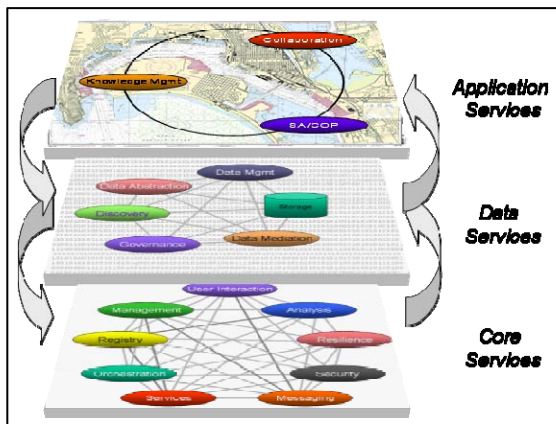 Collaboration
Knowledge Mgmt
SA/COP
Application
Services
Data Mgmt
Data Abstraction
Storage
Discovery
Governance
Data Mediation
Data
Services
User Interaction
Management
Analysis
Registry
Resilience
Orchestration
Security
Services
Messaging
Core
Services